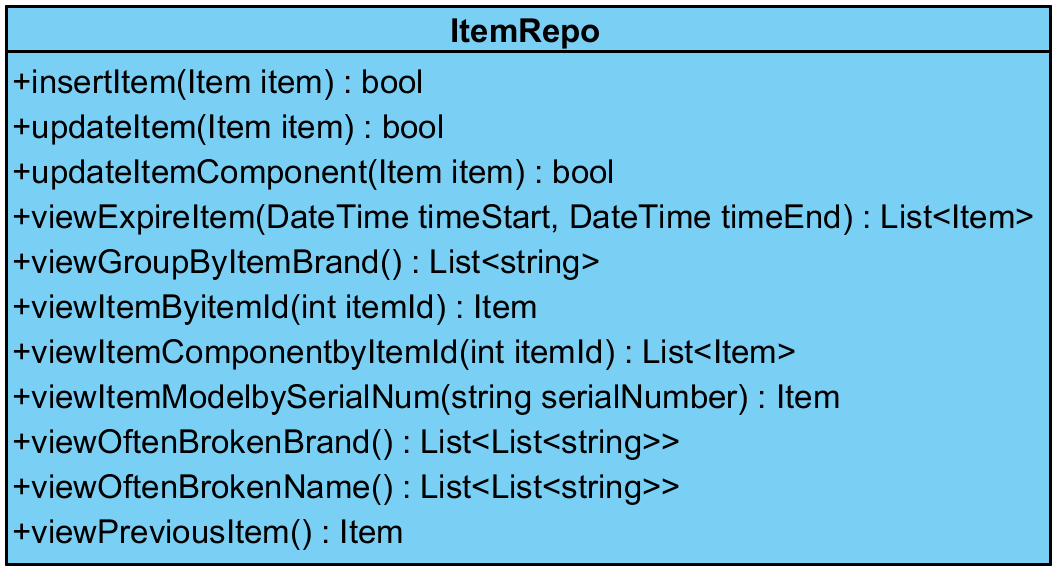 ItemRepo
+insertItem(Item item) : bool
+updateItem(Item item) : bool
+updateItemComponent(Item item) : bool
+viewExpireItem(DateTime timeStart, DateTime timeEnd) : List<Item>
+viewGroupByItemBrand() : List<string>
+viewItemByitemId(int itemId) : Item
+viewItemComponentbyItemId(int itemId) : List<Item>
+viewItemModelbySerialNum(string serialNumber) : Item
+viewOftenBrokenBrand() : List<List<string>>
+viewOftenBrokenName() : List<List<string>>
+viewPreviousItem() : Item